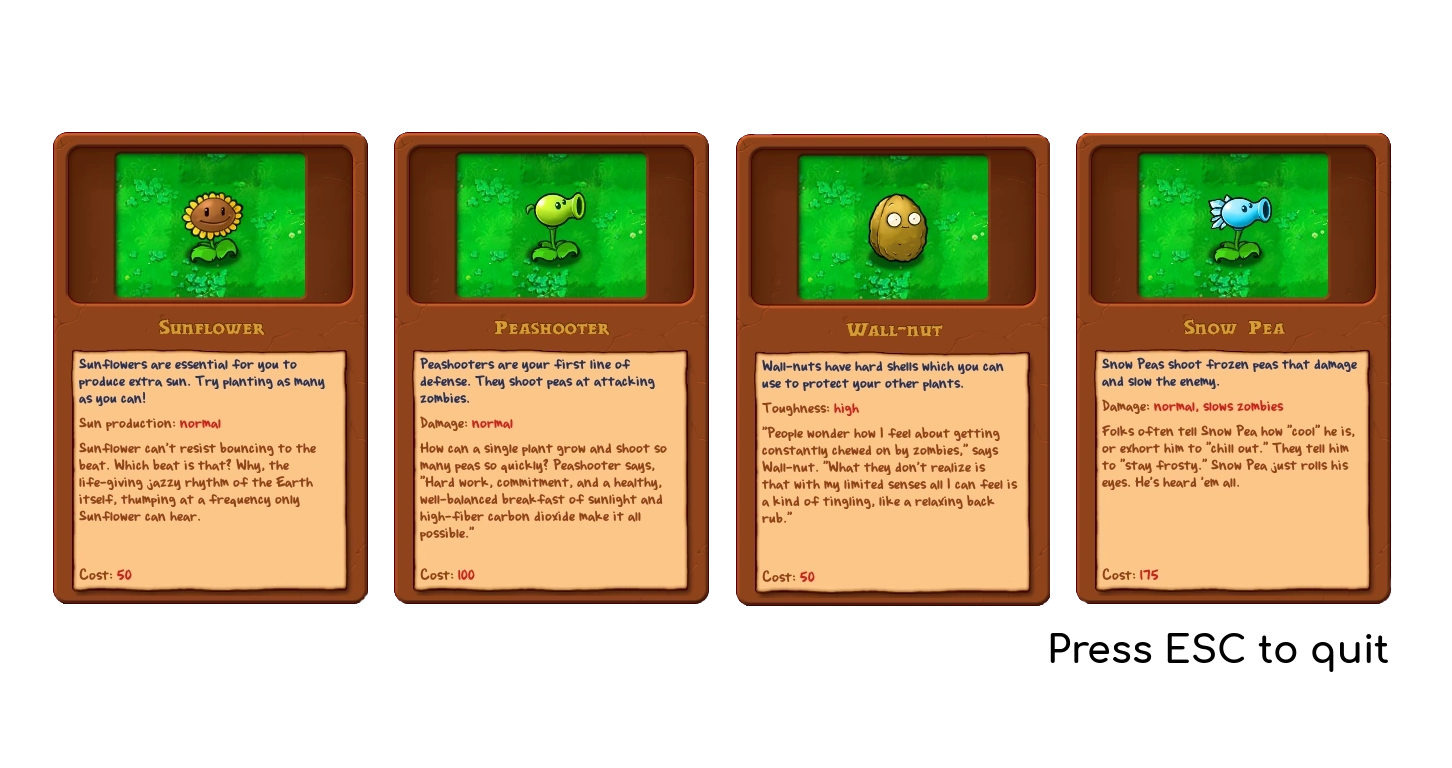 Sunflower
Sunflowers are essential for you to
produce extra sun. Try planting as many
as you can!
Sun production: normal
Sunflower can't resist bouncing to the
beat. Which beat is that? Why, the
life-giving jazzy rhythm of the Earth
itself, thumping at a frequency only
Sunflower can hear.
Cost: 50
Peashooter
Peashooters are your first line of
defense. They shoot peas at attacking
zombies.
Damage: normal
How can a single plant grow and shoot so
many peas so quickly? Peashooter says,
"Hard work, commitment, and a healthy,
well-balanced breakfast of sunlight and
high-fiber carbon dioxide make it all
possible."
Cost: 100
Wall-nut
Wall-nuts have hard shells which you can
use to protect your other plants.
Toughness: high
"People wonder how I feel about getting
constantly chewed on by zombies," says
Wall-nut. "What they don't realize is
that with my limited senses all I can feel is
a kind of tingling, like a relaxing back
rub."
Cost: 50
Snow Pea
Snow Peas shoot frozen peas that damage
and slow the enemy.
Damage: normal, slows zombies
Folks often tell Snow Pea how "cool" he is,
or exhort him to "chill out." They tell him
to "stay frosty." Snow Pea just rolls his
eyes. He's heard 'em all.
Cost: 175
Press ESC to quit